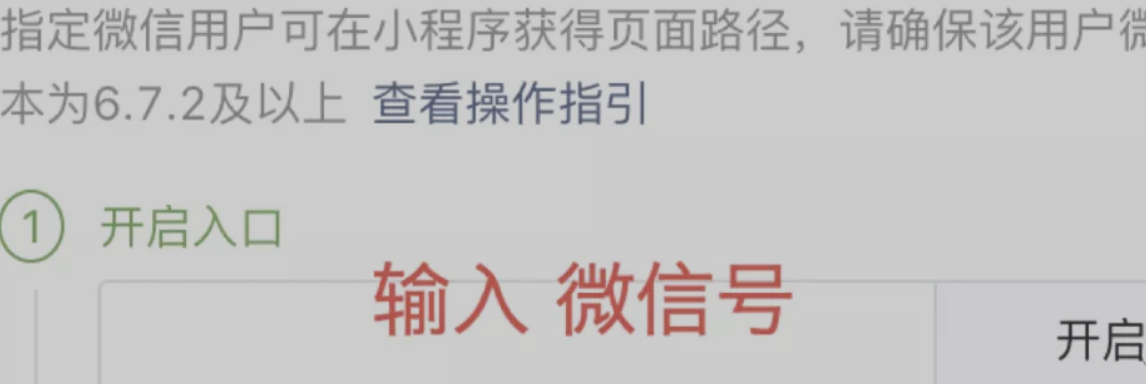 指定微信用户可在小程序获得页面路径，请确保该用户微
本为6.7.2及以上 查看操作指引
1 开启入口
输入 微信号
开启